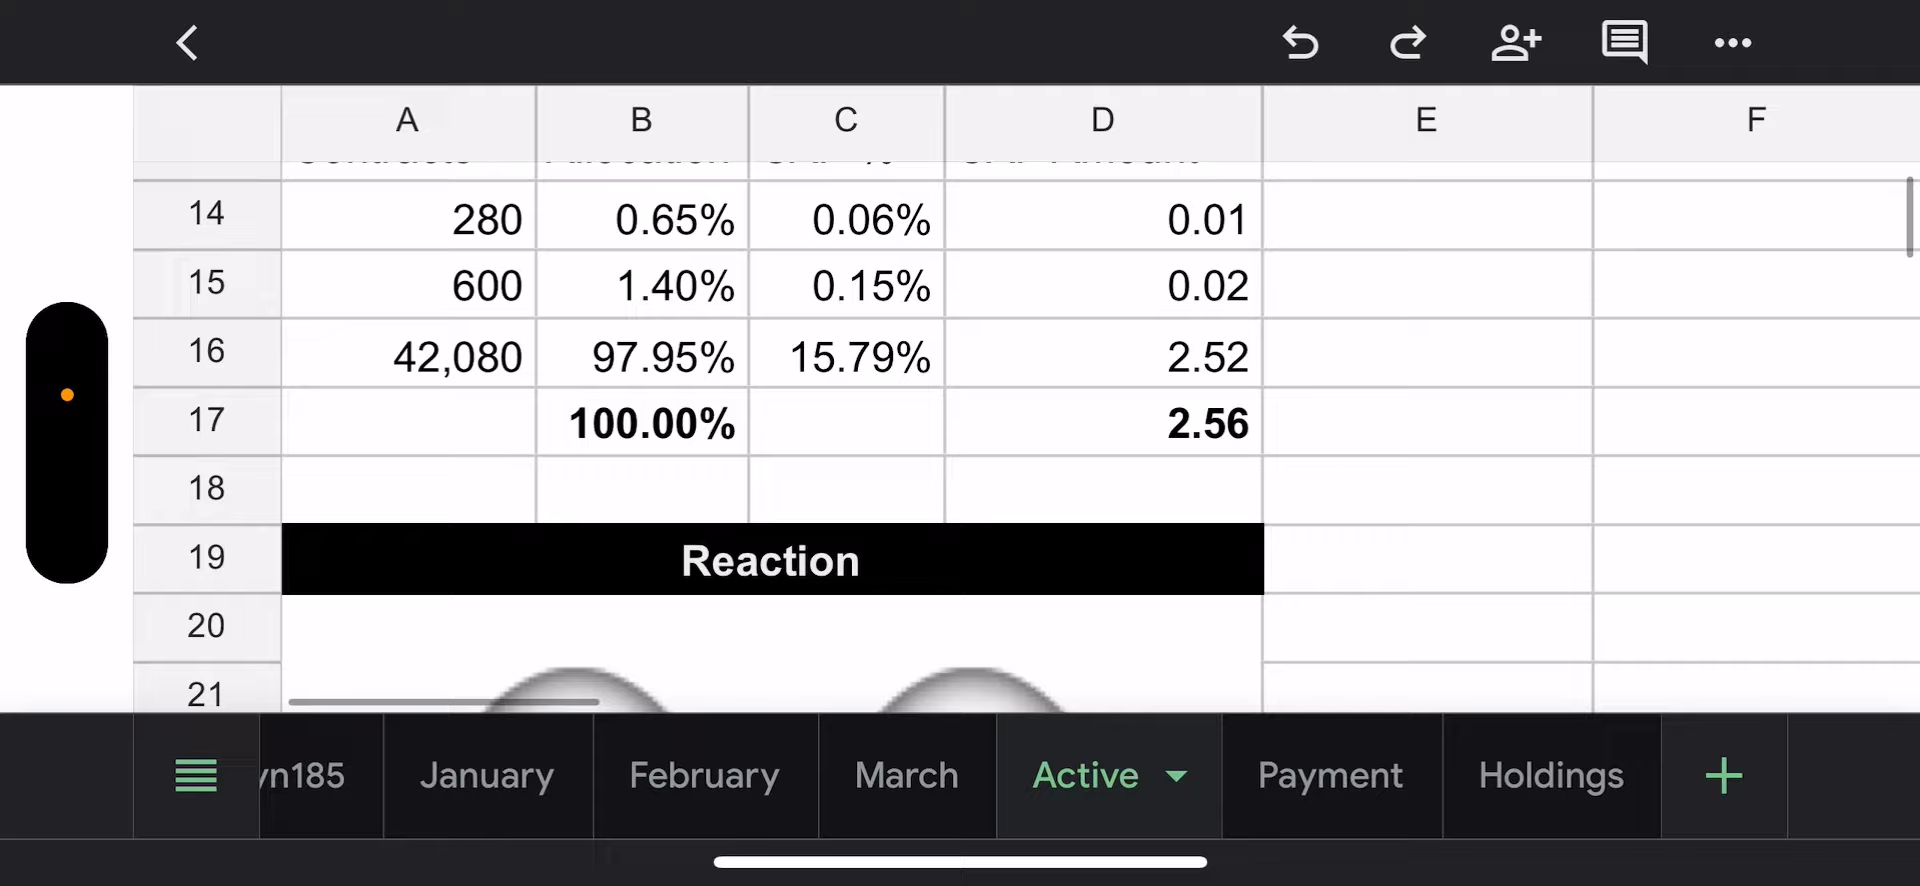 A B C D E F
14 280 0.65% 0.06% 0.01
15 600 1.40% 0.15% 0.02
16 42,080 97.95% 15.79% 2.52
17 100.00% 2.56
18
19 Reaction
20
21
yn185 January February March Active Payment Holdings